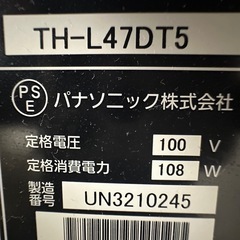 TH-L47DT5
PS
E
パナソニック株式会社
定格電圧 100 V
定格消費電力 108 W
製造
番号 UN3210245